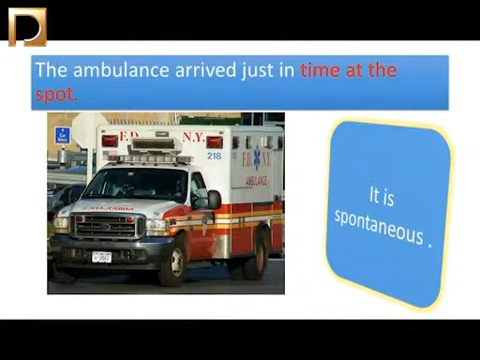 The ambulance arrived just in time at the
spot.
F.D. N.Y.
218
F.D. N.Y.
AMBULANCE
It is
spontaneous .